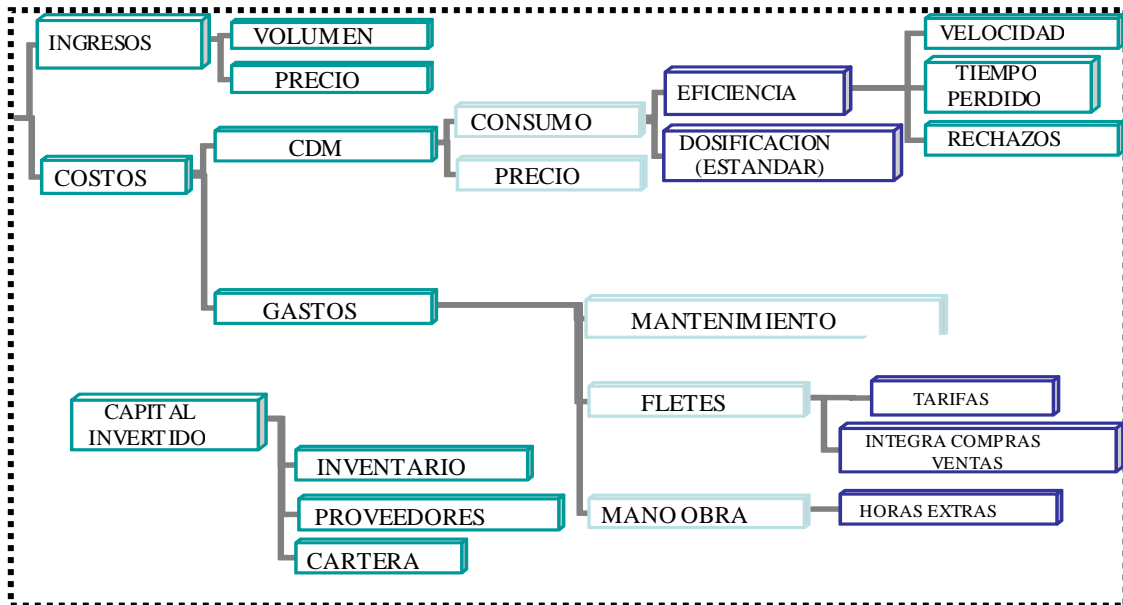 INGRESOS
VOLUMEN
PRECIO
COSTOS
CDM
CONSUMO
PRECIO
EFICIENCIA
DOSIFICACION
(ESTANDAR)
VELOCIDAD
TIEMPO
PERDIDO
RECHAZOS
GASTOS
MANTENIMIENTO
FLETES
TARIFAS
INTEGRA COMPRAS
VENTAS
MANO OBRA
HORAS EXTRAS
CAPITAL
INVERTIDO
INVENTARIO
PROVEEDORES
CARTERA